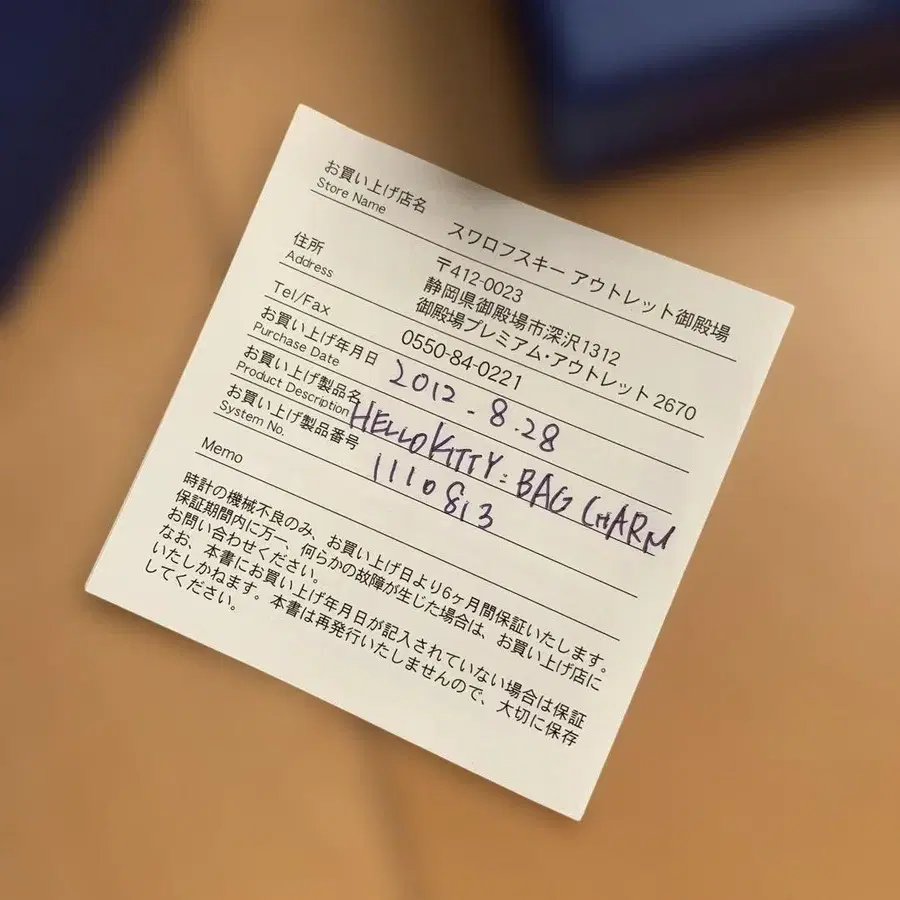 お買い上げ店名
Store Name
スワロフスキー アウトレット御殿場
住所
Address
〒412-0023
静岡県御殿場市深沢1312
御殿場プレミアム・アウトレット 2670
Tel/Fax
0550-84-0221
お買い上げ年月日
Purchase Date
2012 - 8.28
お買い上げ製品名
Product Description
HELLO KITTY: BAG CHARM
お買い上げ製品番号
System No.
1110813
Memo
時計の機械不良のみ、お買い上げ日より6ヶ月間保証いたします。
保証期間内に万一、何らかの故障が生じた場合は、お買い上げ店に
お問い合わせください。
なお、本書にお買い上げ年月日が記入されていない場合は保証
いたしかねます。本書は再発行いたしませんので、大切に保存
してください。